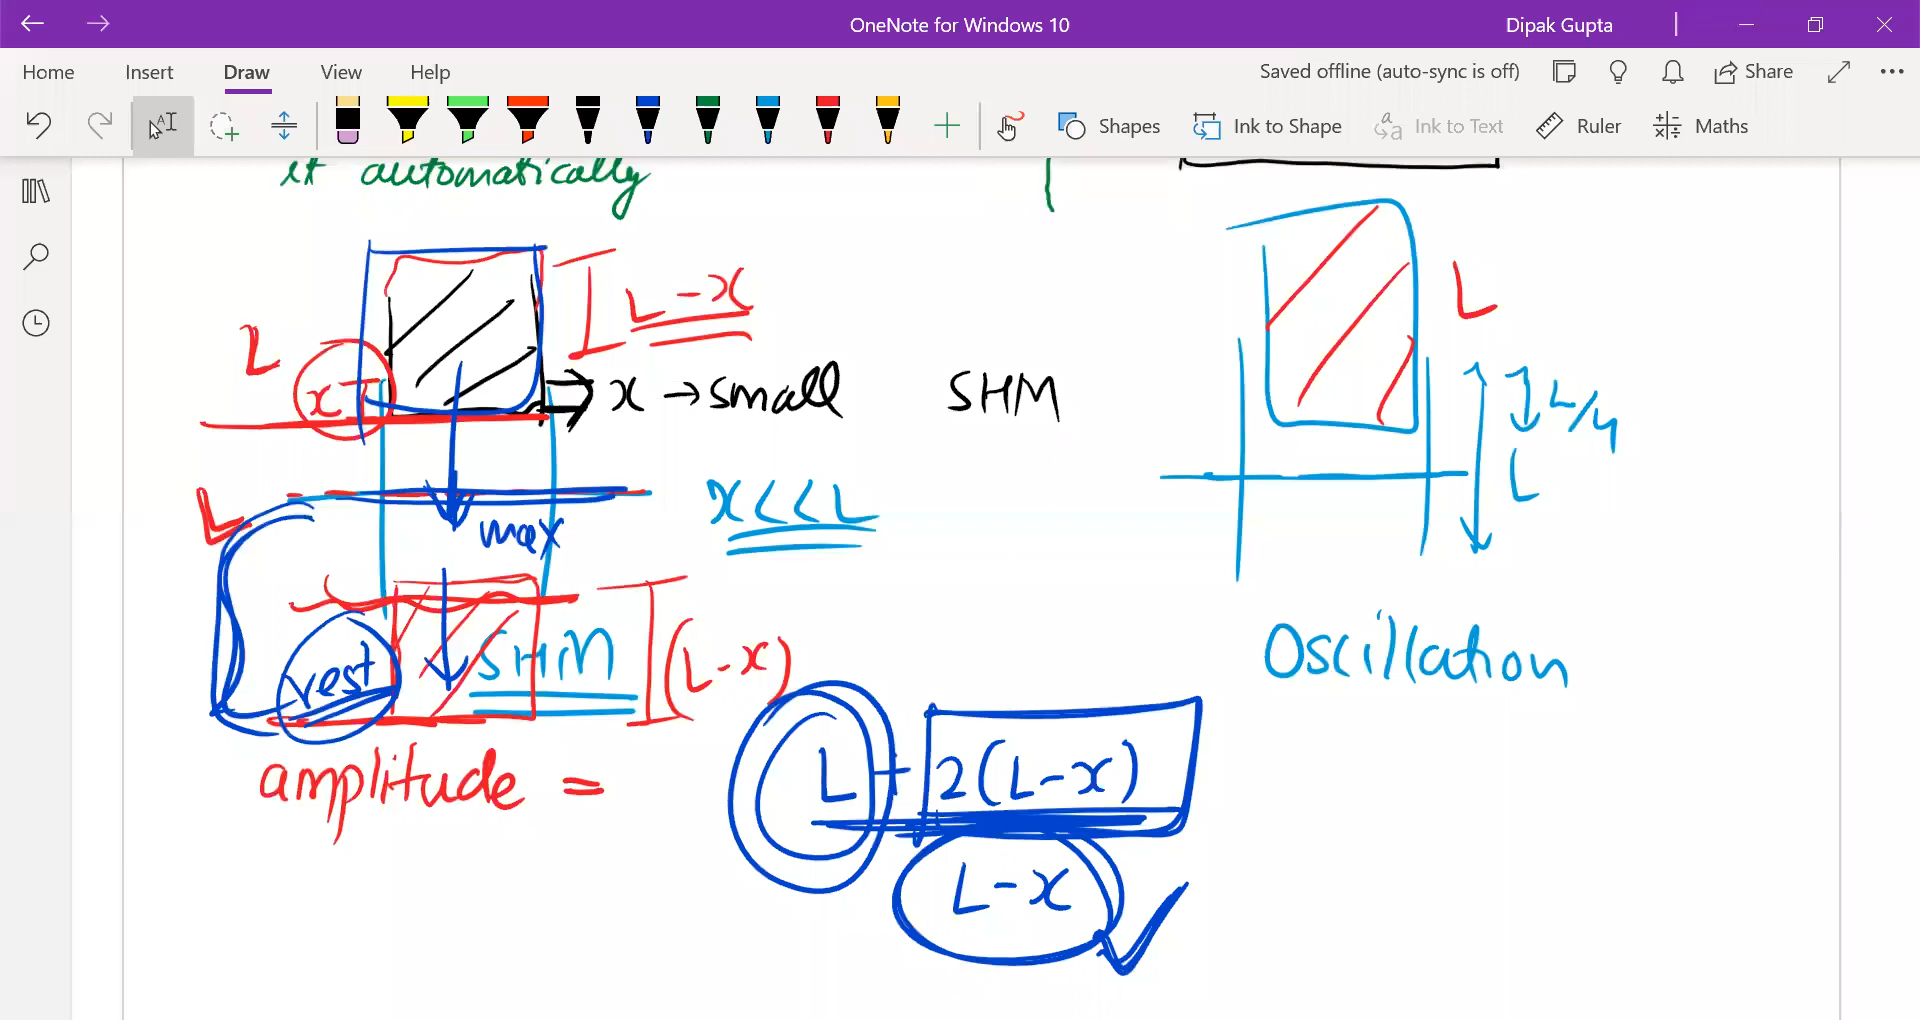 OneNote for Windows 10
Dipak Gupta
Home Insert Draw View Help
Saved offline (auto-sync is off) Share
Shapes Ink to Shape Ink to Text Ruler Maths
it automatically
L-x
L
L
x
x → small
SHM
L/4
L
L
x<<L
max
rest
SHM
(L-x)
Oscillation
amplitude =
L + 2(L-x)
L-x